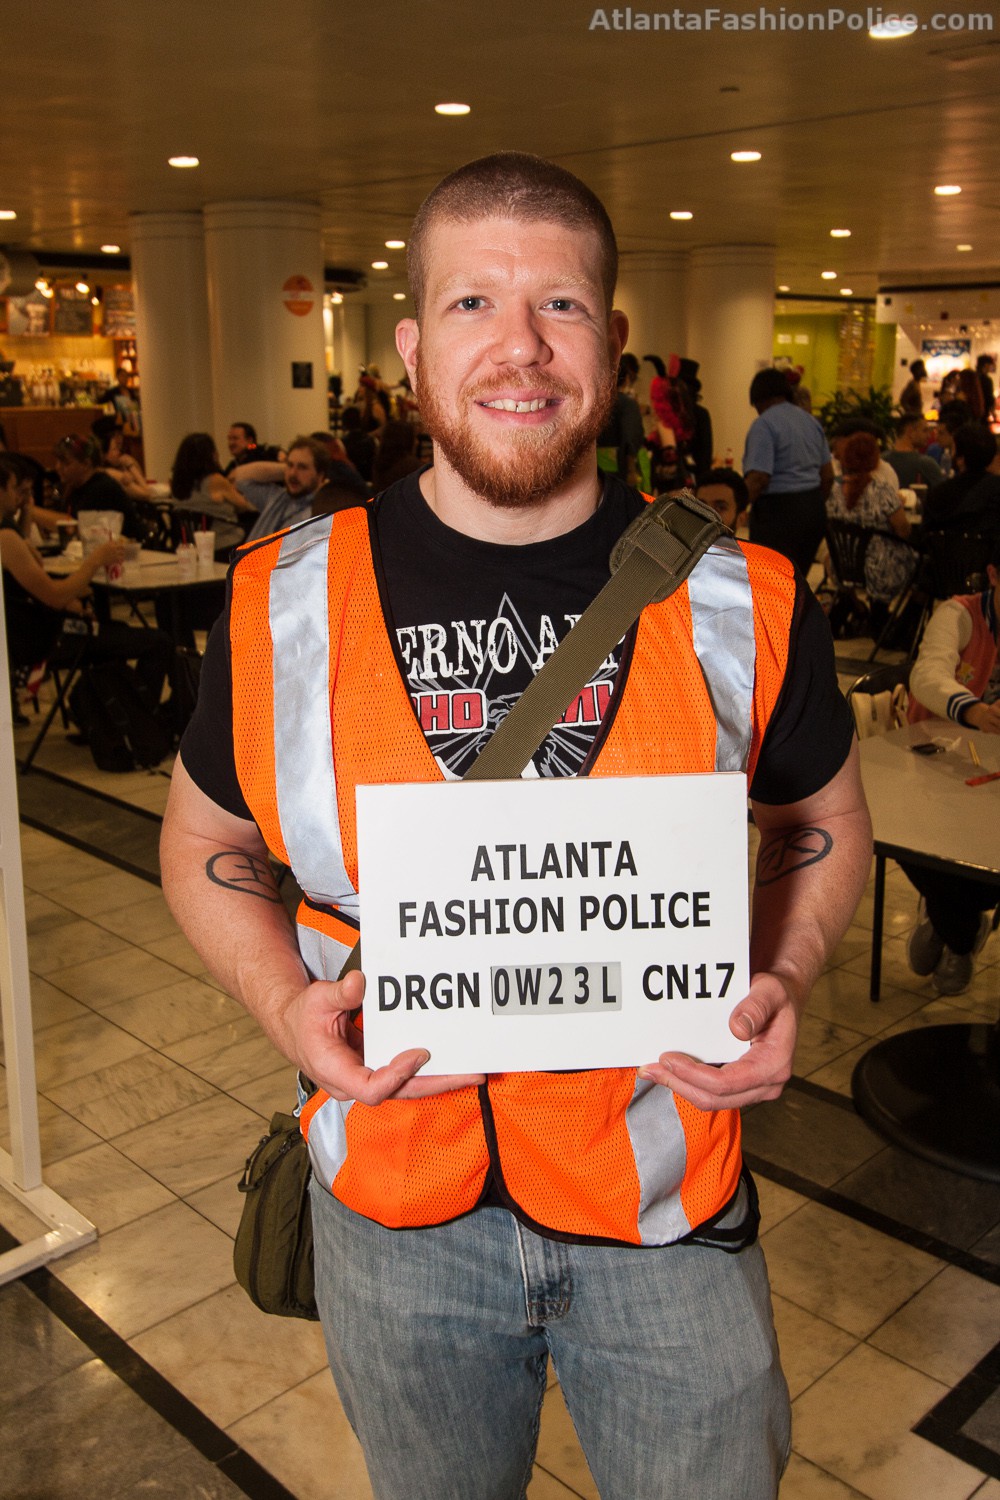 AtlantaFashionPolice.com
ATLANTA
FASHION POLICE
DRGN 0W23L CN17